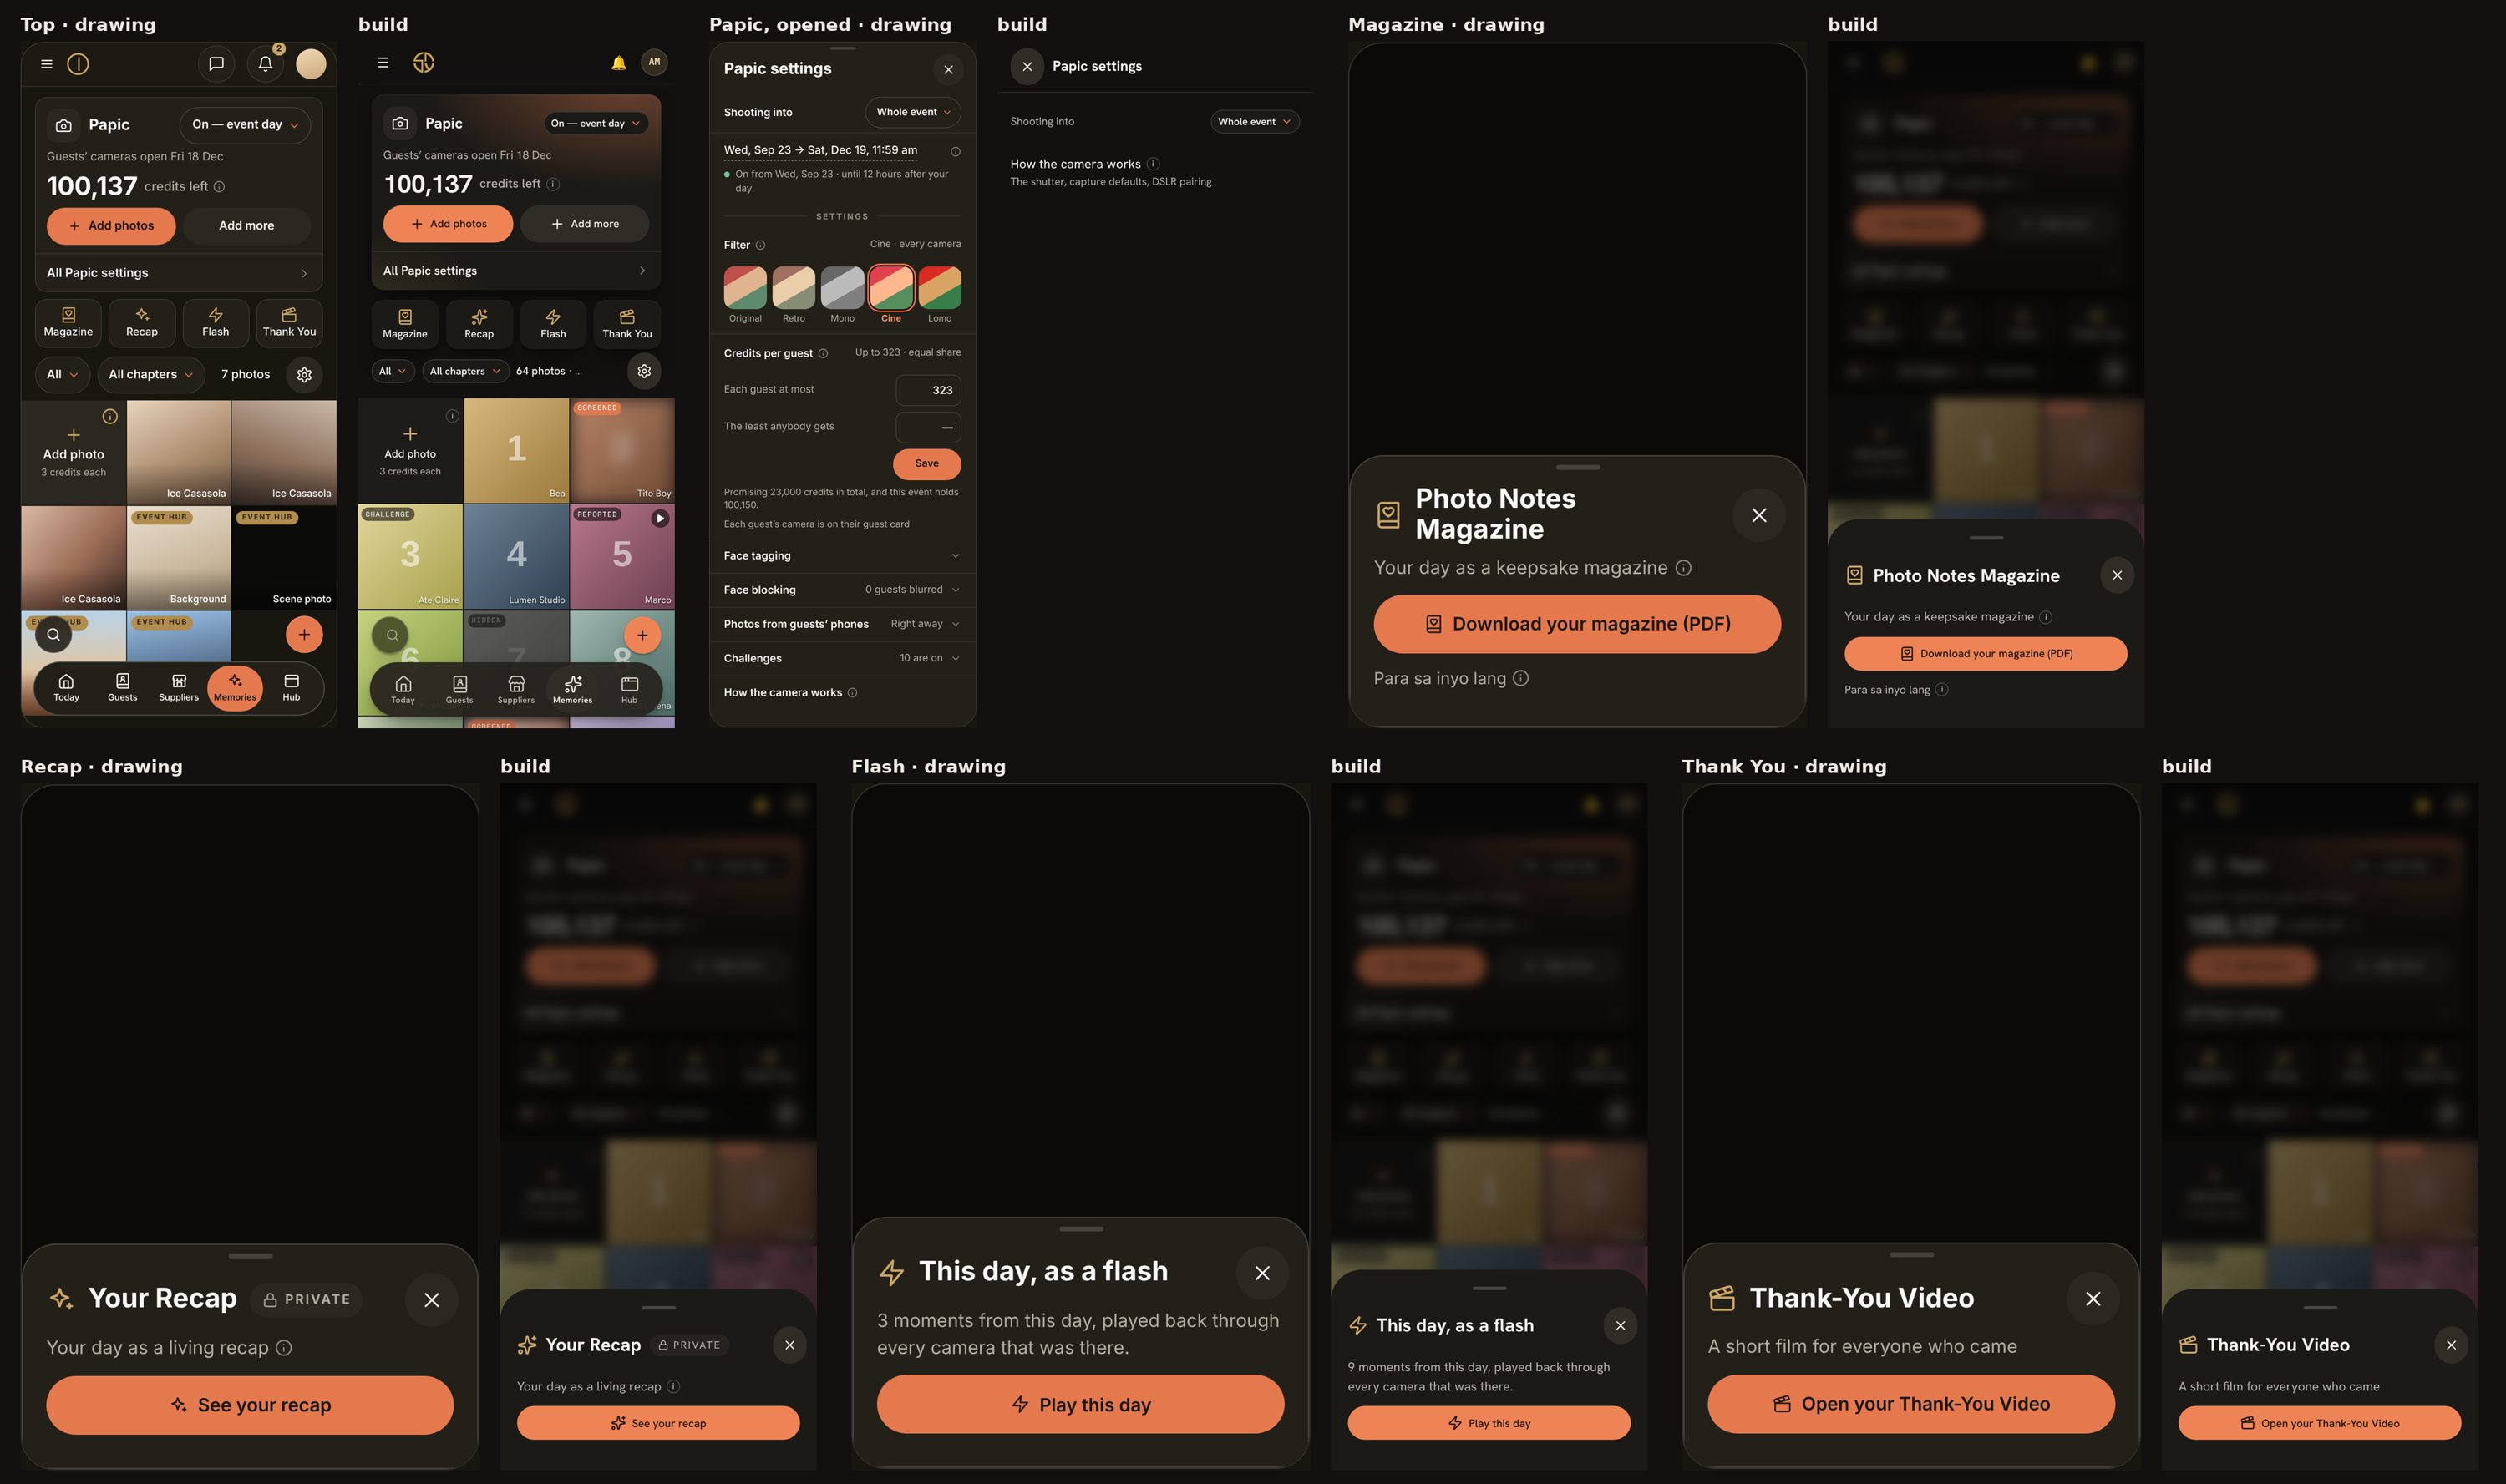 Top · drawing
2
Papic
On — event day
Guests’ cameras open Fri 18 Dec
100,137 credits left
+ Add photos
Add more
All Papic settings
Magazine
Recap
Flash
Thank You
All
All chapters
7 photos
Add photo
3 credits each
Ice Casasola
Ice Casasola
Ice Casasola
EVENT HUB
Background
EVENT HUB
Scene photo
EVENT HUB
Today
Guests
Suppliers
Memories
Hub
build
AM
Papic
On — event day
Guests’ cameras open Fri 18 Dec
100,137 credits left
+ Add photos
+ Add more
All Papic settings
Magazine
Recap
Flash
Thank You
All
All chapters
64 photos · …
Add photo
3 credits each
1
Bea
SCREENED
Tito Boy
CHALLENGE
3
Ate Claire
4
Lumen Studio
REPORTED
5
Marco
6
HIDDEN
7
8
Today
Guests
Suppliers
Memories
Hub
SCREENED
Papic, opened · drawing
Papic settings
Shooting into
Whole event
Wed, Sep 23 → Sat, Dec 19, 11:59 am
On from Wed, Sep 23 · until 12 hours after your
day
SETTINGS
Filter
Cine · every camera
Original
Retro
Mono
Cine
Lomo
Credits per guest
Up to 323 · equal share
Each guest at most
323
The least anybody gets
—
Save
Promising 23,000 credits in total, and this event holds
100,150.
Each guest’s camera is on their guest card
Face tagging
Face blocking
0 guests blurred
Photos from guests’ phones
Right away
Challenges
10 are on
How the camera works
build
Papic settings
Shooting into
Whole event
How the camera works
The shutter, capture defaults, DSLR pairing
Magazine · drawing
Photo Notes
Magazine
Your day as a keepsake magazine
Download your magazine (PDF)
Para sa inyo lang
build
Photo Notes Magazine
Your day as a keepsake magazine
Download your magazine (PDF)
Para sa inyo lang
Recap · drawing
Your Recap
PRIVATE
Your day as a living recap
See your recap
build
Your Recap
PRIVATE
Your day as a living recap
See your recap
Flash · drawing
This day, as a flash
3 moments from this day, played back through
every camera that was there.
Play this day
build
This day, as a flash
9 moments from this day, played back through
every camera that was there.
Play this day
Thank You · drawing
Thank-You Video
A short film for everyone who came
Open your Thank-You Video
build
Thank-You Video
A short film for everyone who came
Open your Thank-You Video